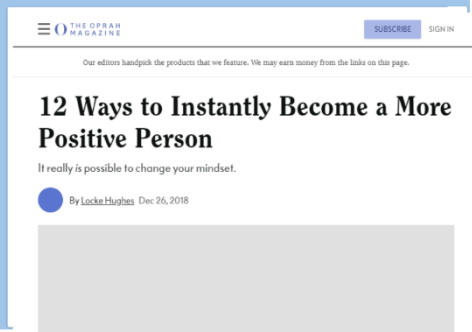 THE OPRAH
MAGAZINE
SUBSCRIBE
SIGN IN
Our editors handpick the products that we feature. We may earn money from the links on this page.
12 Ways to Instantly Become a More
Positive Person
It really is possible to change your mindset.
By Locke Hughes Dec 26, 2018